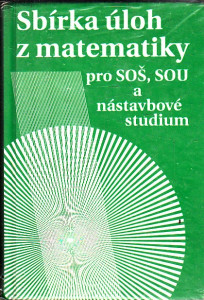 Sbírka úloh
z matematiky
pro SOŠ, SOU
a
nástavbové
studium